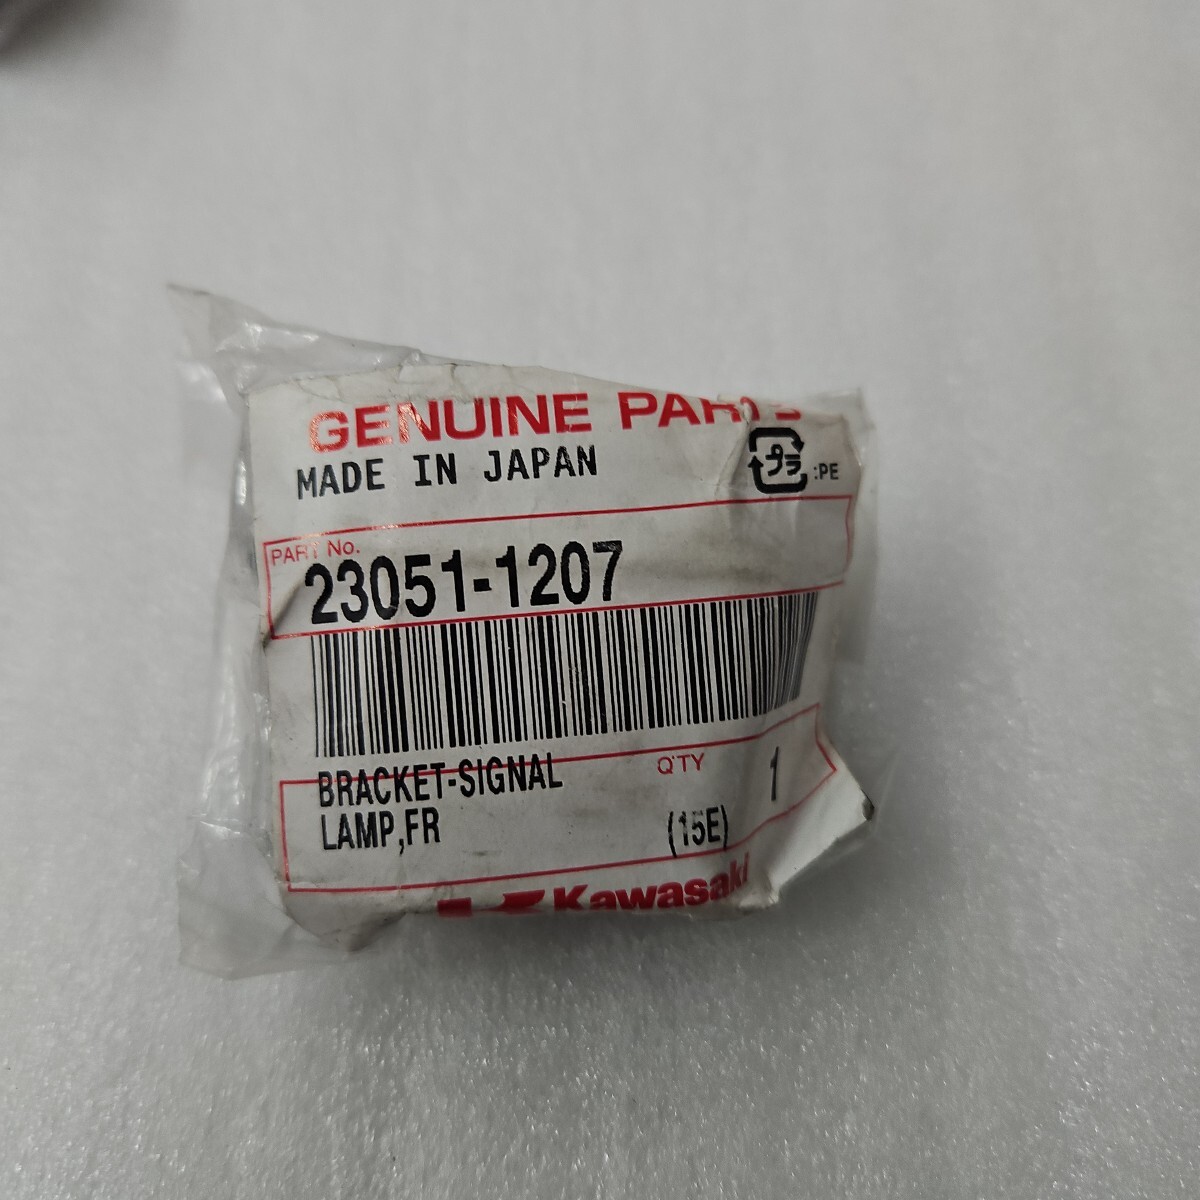 GENUINE PARTS
MADE IN JAPAN
プラ :PE
PART No.
23051-1207
BRACKET-SIGNAL
Q'TY 1
LAMP,FR (15E)
Kawasaki